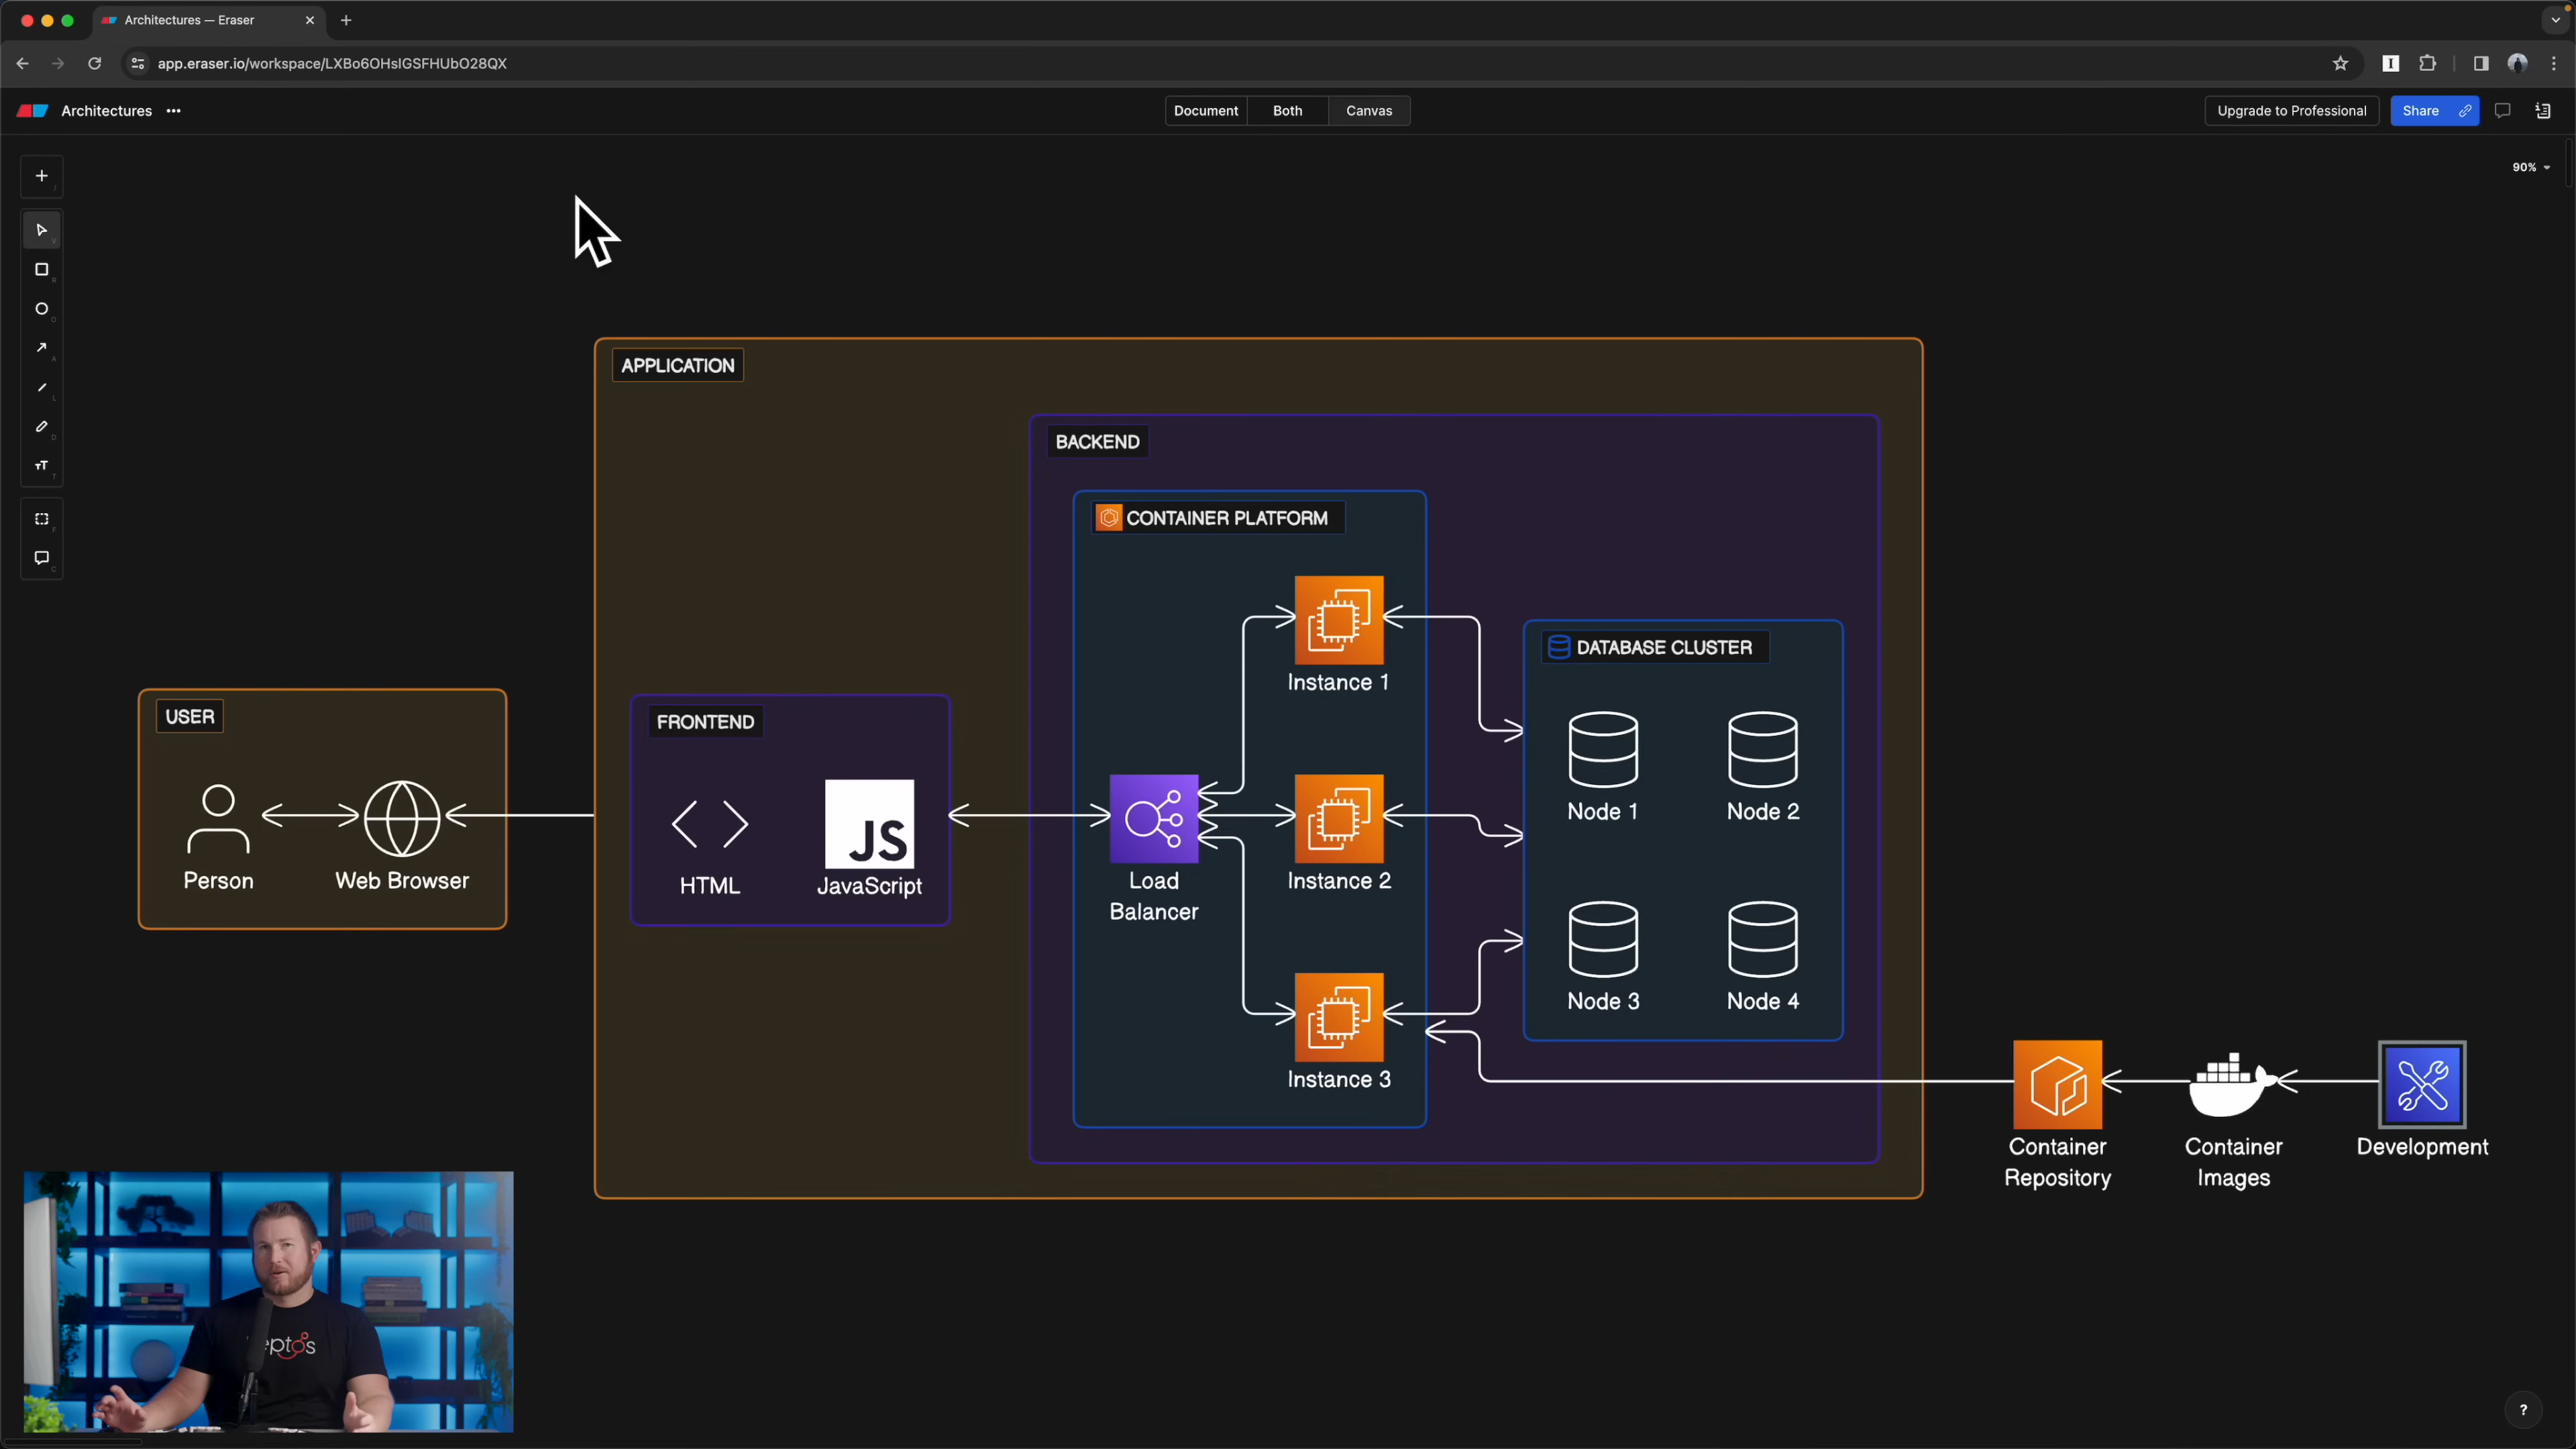 Architectures — Eraser
app.eraser.io/workspace/LXBo6OHsIGSFHUbO28QX
Architectures
Document
Both
Canvas
Upgrade to Professional
Share
90%
APPLICATION
BACKEND
CONTAINER PLATFORM
Instance 1
DATABASE CLUSTER
USER
FRONTEND
Node 1
Node 2
JS
Person
Web Browser
HTML
JavaScript
Load
Balancer
Instance 2
Node 3
Node 4
Instance 3
Container
Repository
Container
Images
Development
?